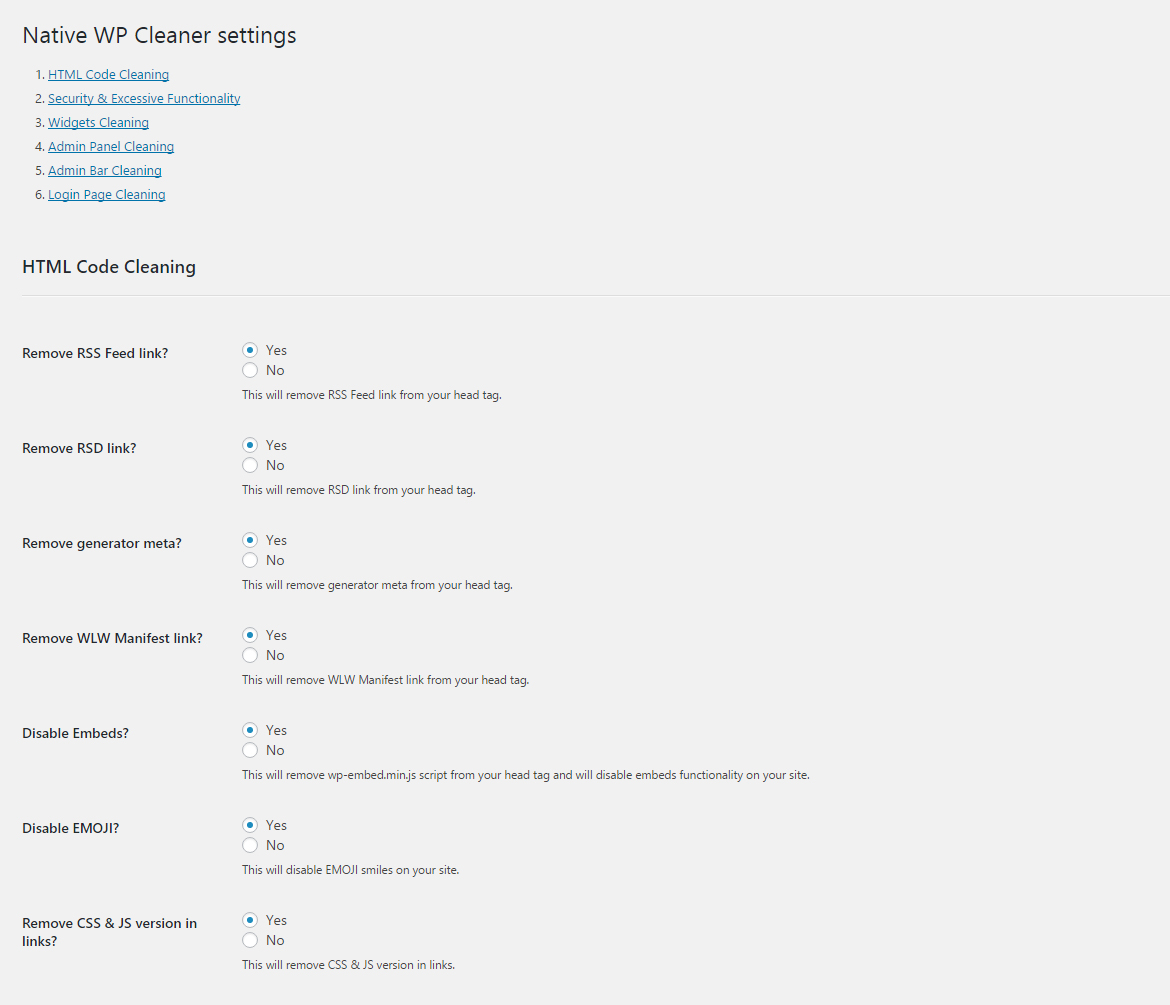 Native WP Cleaner settings
1. HTML Code Cleaning
2. Security & Excessive Functionality
3. Widgets Cleaning
4. Admin Panel Cleaning
5. Admin Bar Cleaning
6. Login Page Cleaning
HTML Code Cleaning
Remove RSS Feed link?
Yes
No
This will remove RSS Feed link from your head tag.
Remove RSD link?
Yes
No
This will remove RSD link from your head tag.
Remove generator meta?
Yes
No
This will remove generator meta from your head tag.
Remove WLW Manifest link?
Yes
No
This will remove WLW Manifest link from your head tag.
Disable Embeds?
Yes
No
This will remove wp-embed.min.js script from your head tag and will disable embeds functionality on your site.
Disable EMOJI?
Yes
No
This will disable EMOJI smiles on your site.
Remove CSS & JS version in
links?
Yes
No
This will remove CSS & JS version in links.